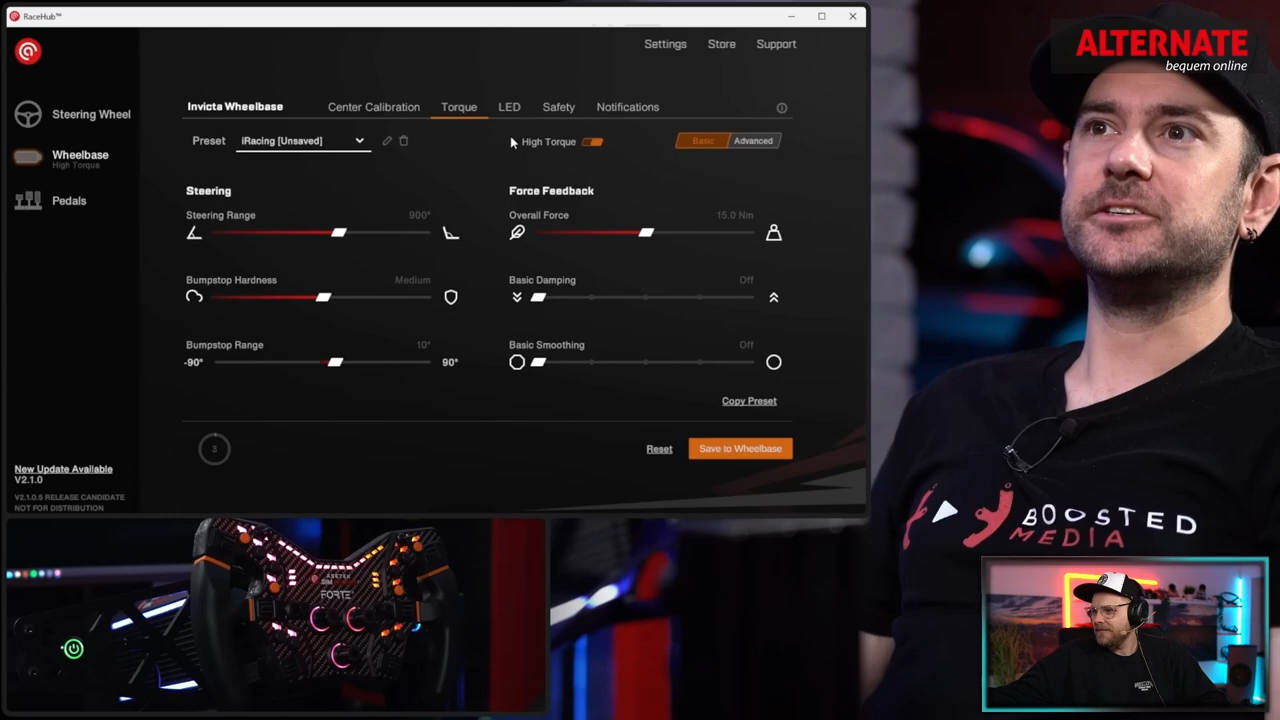 RaceHub™
ALTERNATE
bequem online
Settings
Store
Support
Steering Wheel
Wheelbase
High Torque
Pedals
Invicta Wheelbase
Center Calibration
Torque
LED
Safety
Notifications
Preset
iRacing [Unsaved]
High Torque
Basic
Advanced
Steering
Steering Range
900°
Bumpstop Hardness
Medium
Bumpstop Range
10°
-90°
90°
Force Feedback
Overall Force
15.0 Nm
Basic Damping
Off
Basic Smoothing
Off
Copy Preset
3
Reset
Save to Wheelbase
New Update Available
V2.1.0
V2.1.0.5 RELEASE CANDIDATE
NOT FOR DISTRIBUTION
BOOSTED
MEDIA
ASETEK
FORTE